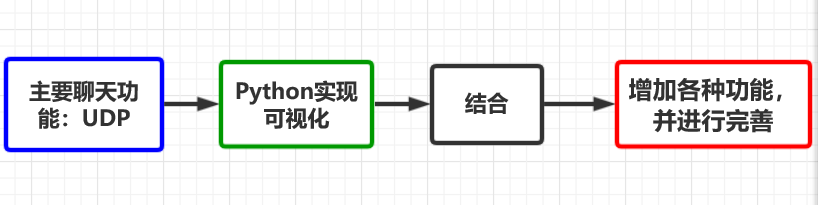 主要聊天功
能：UDP
Python实现
可视化
结合
增加各种功能，
并进行完善